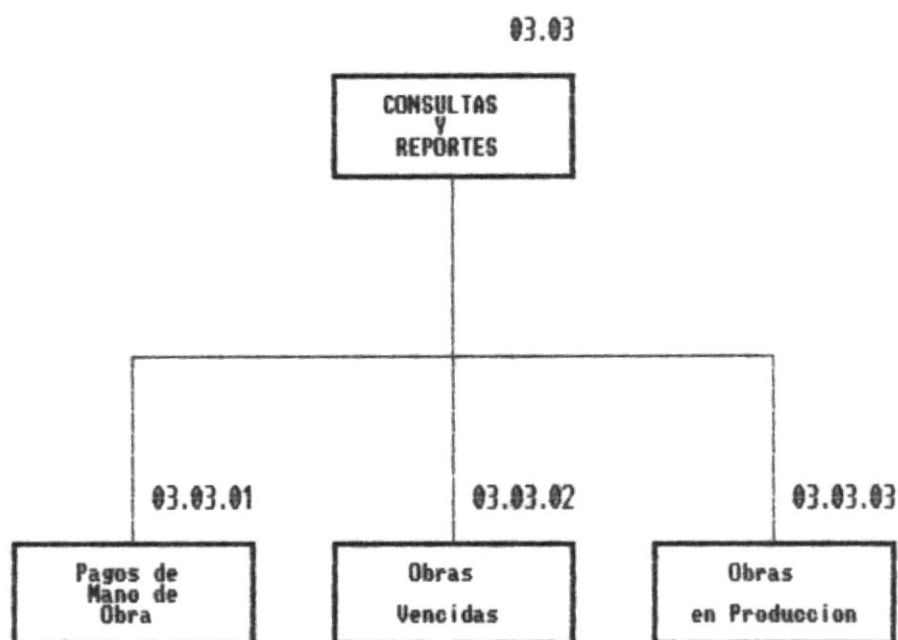 03.03
CONSULTAS
Y
REPORTES
03.03.01
03.03.02
03.03.03
Pagos de
Mano de
Obra
Obras
Vencidas
Obras
en Produccion